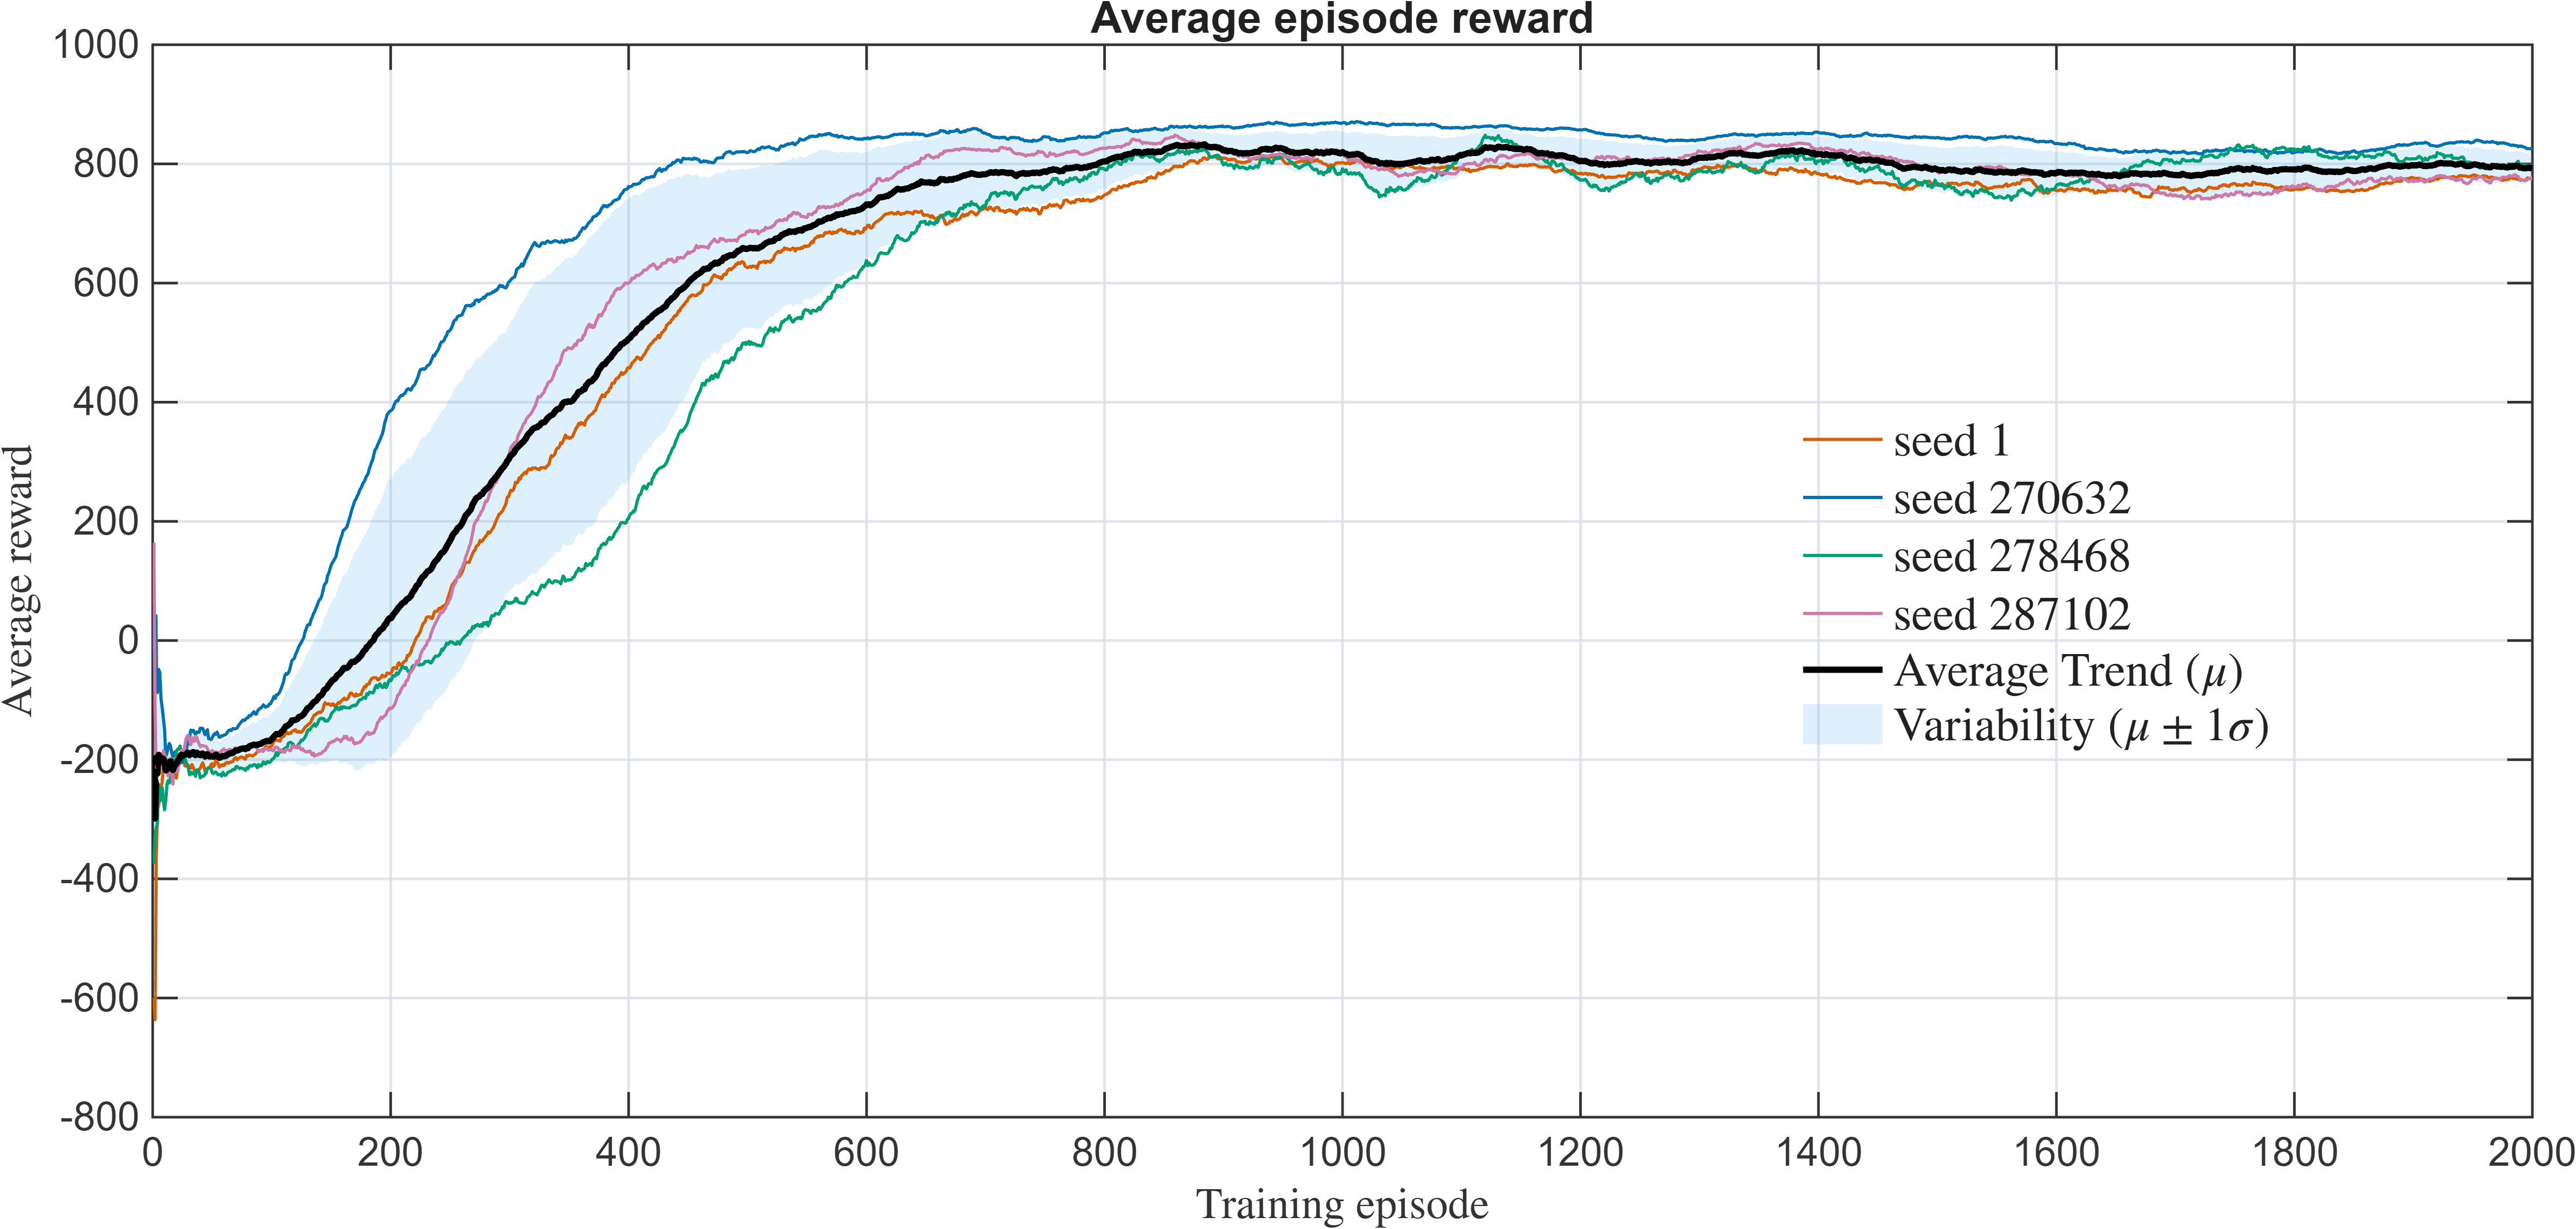 Average episode reward
1000
800
600
400
200
0
-200
-400
-600
-800
Average reward
0
200
400
600
800
1000
1200
1400
1600
1800
2000
Training episode
seed 1
seed 270632
seed 278468
seed 287102
Average Trend (μ)
Variability (μ ± 1σ)